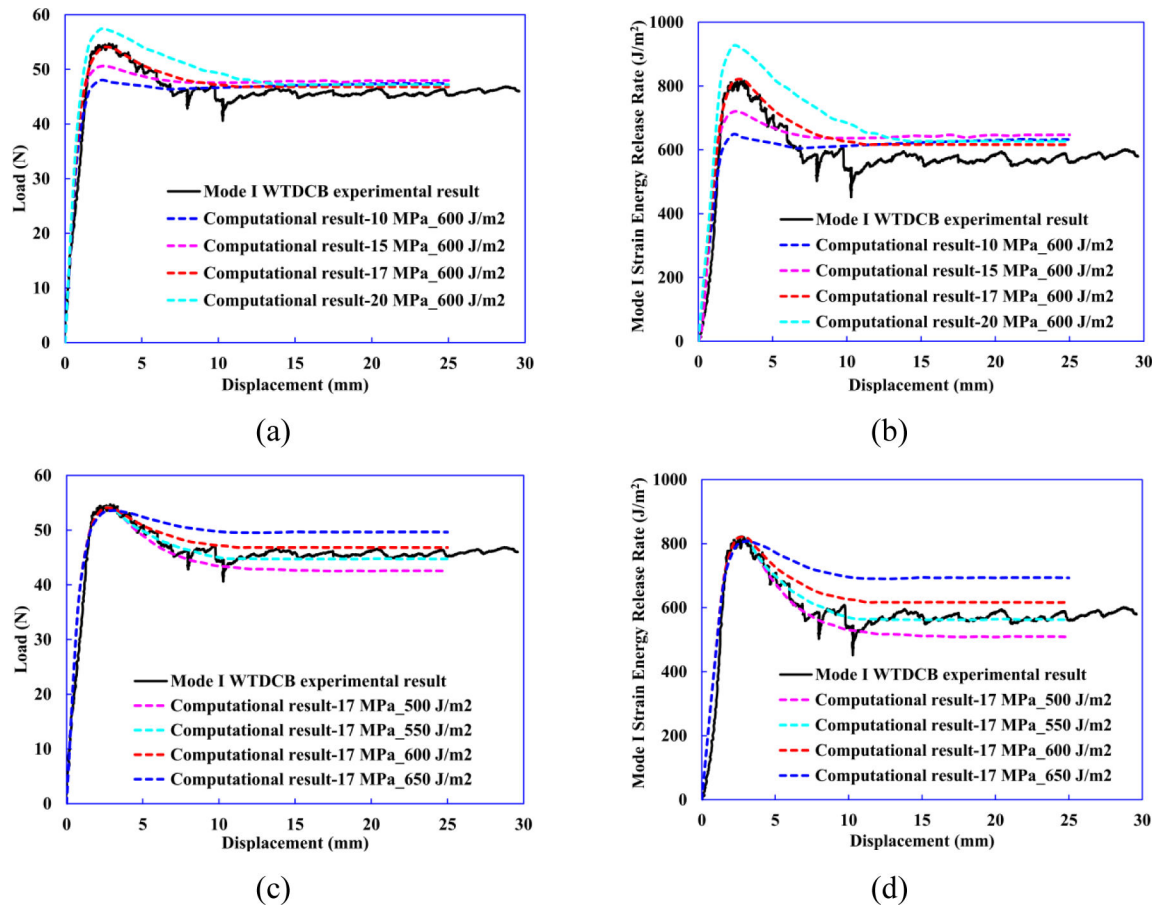 60
50
40
30
20
10
0
Load (N)
Mode I WTDCB experimental result
Computational result-10 MPa_600 J/m2
Computational result-15 MPa_600 J/m2
Computational result-17 MPa_600 J/m2
Computational result-20 MPa_600 J/m2
0 5 10 15 20 25 30
Displacement (mm)
(a)
1000
800
600
400
200
0
Mode I Strain Energy Release Rate (J/m²)
Mode I WTDCB experimental result
Computational result-10 MPa_600 J/m2
Computational result-15 MPa_600 J/m2
Computational result-17 MPa_600 J/m2
Computational result-20 MPa_600 J/m2
0 5 10 15 20 25 30
Displacement (mm)
(b)
60
50
40
30
20
10
0
Load (N)
Mode I WTDCB experimental result
Computational result-17 MPa_500 J/m2
Computational result-17 MPa_550 J/m2
Computational result-17 MPa_600 J/m2
Computational result-17 MPa_650 J/m2
0 5 10 15 20 25 30
Displacement (mm)
(c)
1000
800
600
400
200
0
Mode I Strain Energy Release Rate (J/m²)
Mode I WTDCB experimental result
Computational result-17 MPa_500 J/m2
Computational result-17 MPa_550 J/m2
Computational result-17 MPa_600 J/m2
Computational result-17 MPa_650 J/m2
0 5 10 15 20 25 30
Displacement (mm)
(d)